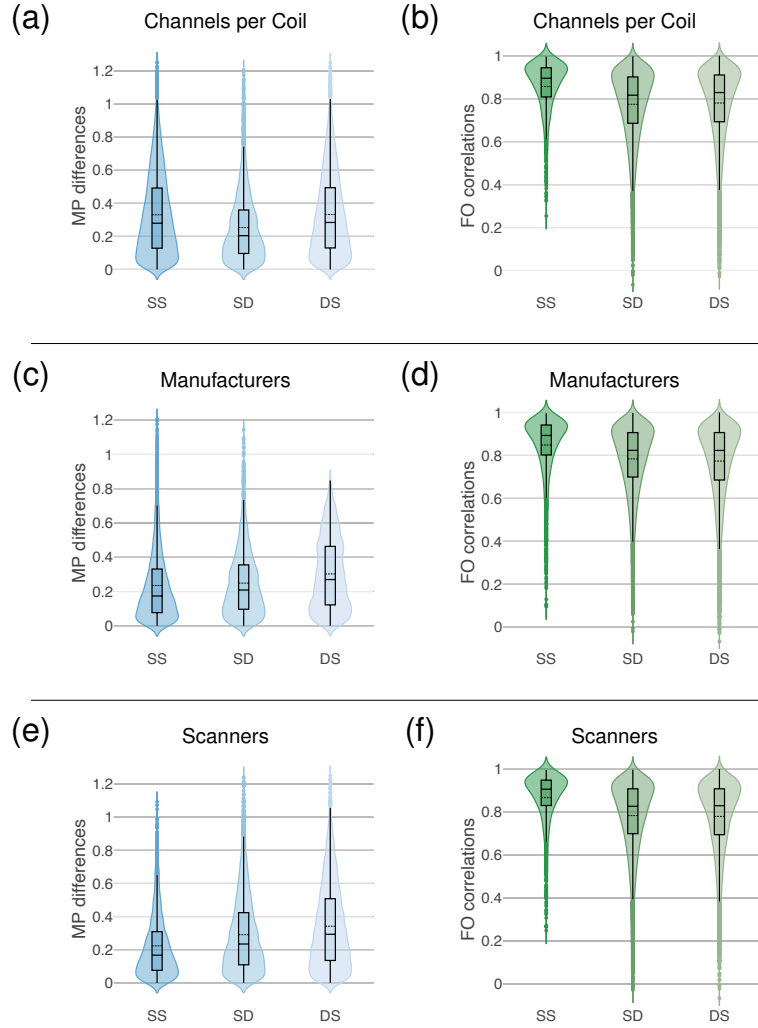 (a)
Channels per Coil
MP differences
1.2
1
0.8
0.6
0.4
0.2
0
SS
SD
DS
(b)
Channels per Coil
FO correlations
1
0.8
0.6
0.4
0.2
0
SS
SD
DS
(c)
Manufacturers
MP differences
1.2
1
0.8
0.6
0.4
0.2
0
SS
SD
DS
(d)
Manufacturers
FO correlations
1
0.8
0.6
0.4
0.2
0
SS
SD
DS
(e)
Scanners
MP differences
1.2
1
0.8
0.6
0.4
0.2
0
SS
SD
DS
(f)
Scanners
FO correlations
1
0.8
0.6
0.4
0.2
0
SS
SD
DS